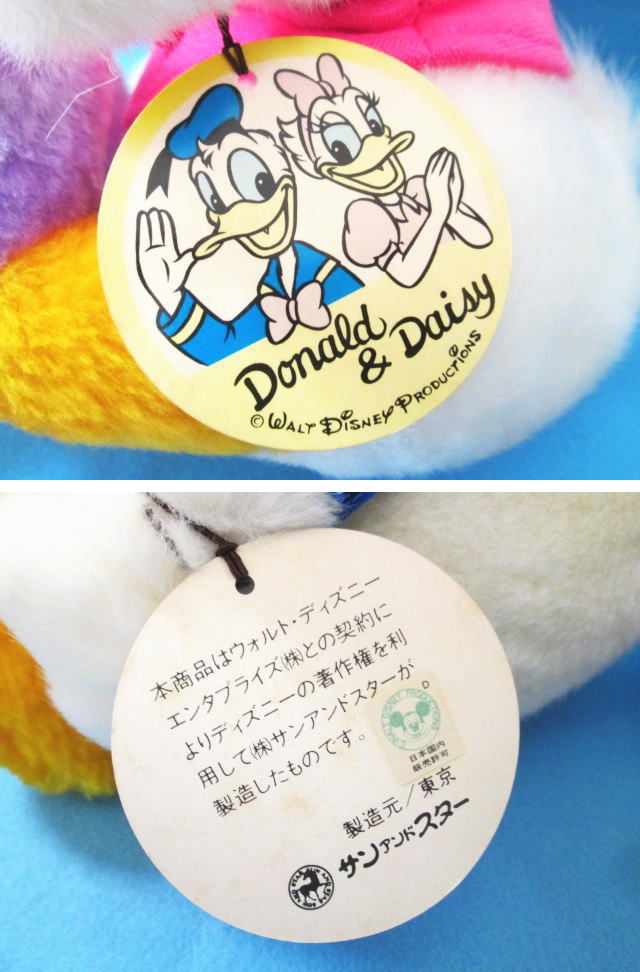 Donald
& Daisy
© WALT DISNEY PRODUCTIONS
本商品はウォルト・ディズニー
エンタプライズ(株)との契約に
よりディズニーの著作権を利
用して(株)サンアンドスターが
製造したものです。
D
© WALT DISNEY PRODUCTIONS
日本国内
販売許可
製造元/東京
サンアンドスター